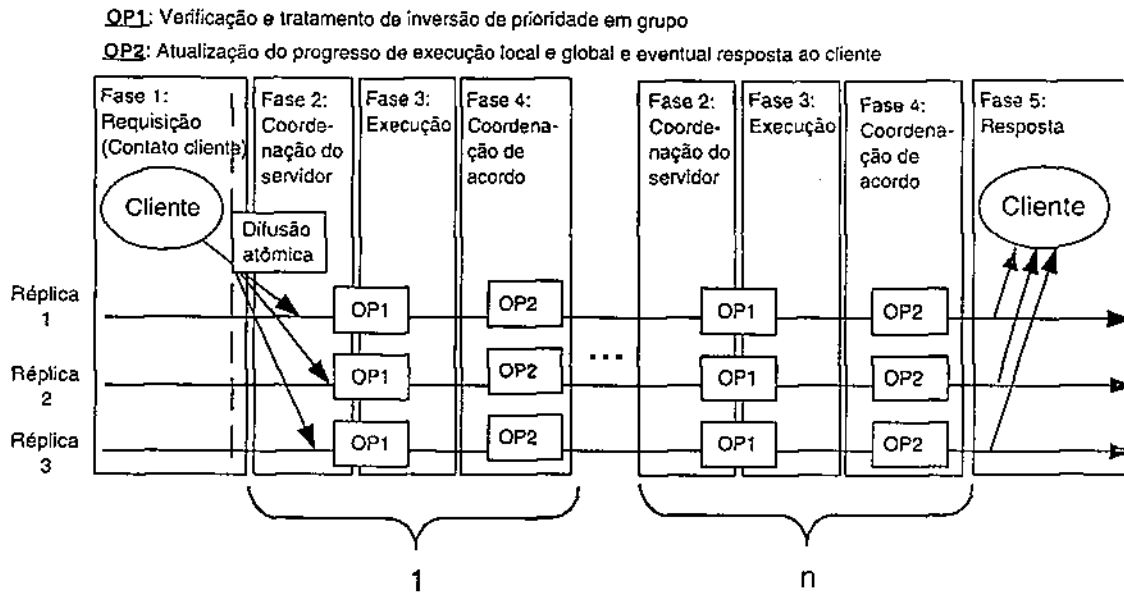 OP1: Verificação e tratamento de inversão de prioridade em grupo
OP2: Atualização do progresso de execução local e global e eventual resposta ao cliente
Fase 1:
Requisição
(Contato cliente)
Fase 2:
Coorde-
nação do
servidor
Fase 3:
Execução
Fase 4:
Coordena-
ção de
acordo
Fase 2:
Coorde-
nação do
servidor
Fase 3:
Execução
Fase 4:
Coordena-
ção de
acordo
Fase 5:
Resposta
Cliente
Difusão
atômica
Cliente
Réplica
1
OP1
OP2
OP1
OP2
...
Réplica
2
OP1
OP2
OP1
OP2
Réplica
3
OP1
OP2
OP1
OP2
1
n